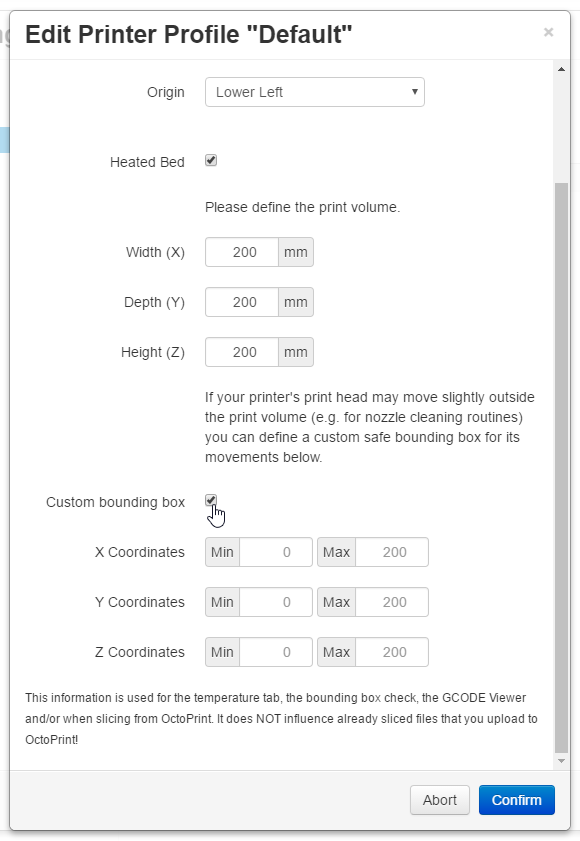 Edit Printer Profile "Default" ×
Origin Lower Left
Heated Bed
Please define the print volume.
Width (X) 200 mm
Depth (Y) 200 mm
Height (Z) 200 mm
If your printer's print head may move slightly outside
the print volume (e.g. for nozzle cleaning routines)
you can define a custom safe bounding box for its
movements below.
Custom bounding box
X Coordinates Min 0 Max 200
Y Coordinates Min 0 Max 200
Z Coordinates Min 0 Max 200
This information is used for the temperature tab, the bounding box check, the GCODE Viewer
and/or when slicing from OctoPrint. It does NOT influence already sliced files that you upload to
OctoPrint!
Abort Confirm